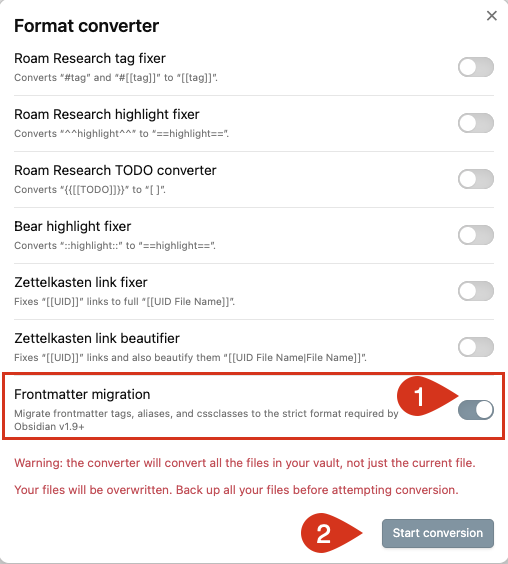 Format converter
Roam Research tag fixer
Converts “#tag” and “#[[tag]]” to “[[tag]]”.
Roam Research highlight fixer
Converts “^^highlight^^” to “==highlight==”.
Roam Research TODO converter
Converts “{{[[TODO]]}}” to “[ ]”.
Bear highlight fixer
Converts “::highlight::” to “==highlight==”.
Zettelkasten link fixer
Fixes “[[UID]]” links to full “[[UID File Name]]”.
Zettelkasten link beautifier
Fixes “[[UID]]” links and also beautify them “[[UID File Name|File Name]]”.
Frontmatter migration
1
Migrate frontmatter tags, aliases, and cssclasses to the strict format required by
Obsidian v1.9+
Warning: the converter will convert all the files in your vault, not just the current file.
Your files will be overwritten. Back up all your files before attempting conversion.
2
Start conversion